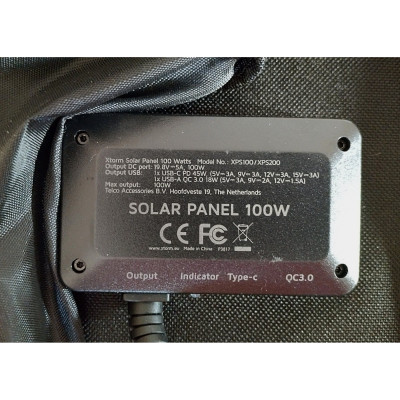 Xtorm Solar Panel 100 Watts Model No.: XPS100/XPS200
Output DC port: 19.8V⎓5A, 100W
Output USB: 1x USB-C PD 45W, (5V⎓3A, 9V⎓3A, 12V⎓3A, 15V⎓3A)
1x USB-A QC 3.0 18W (5V⎓3A, 9V⎓2A, 12V⎓1.5A)
Max output: 100W
Telco Accessories B.V. Hoofdveste 19, The Netherlands
SOLAR PANEL 100W
CE FC
www.xtorm.eu Made in China P3817
Output Indicator Type-c QC3.0